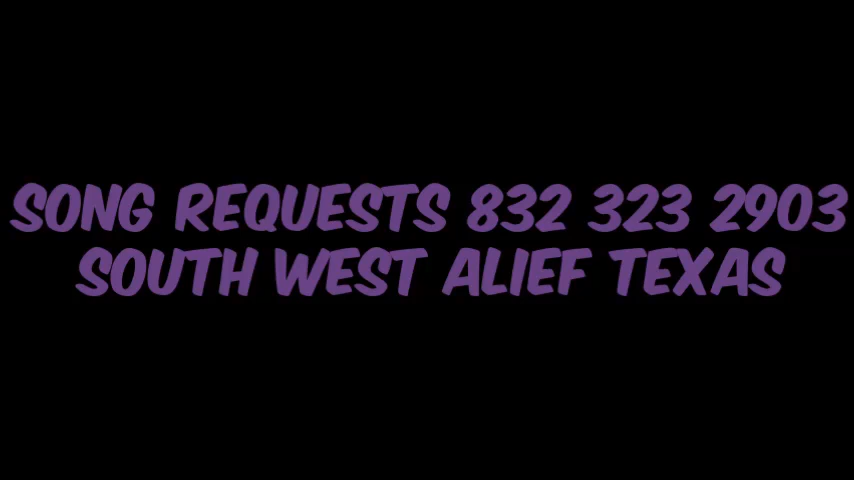 SONG REQUESTS 832 323 2903
SOUTH WEST ALIEF TEXAS